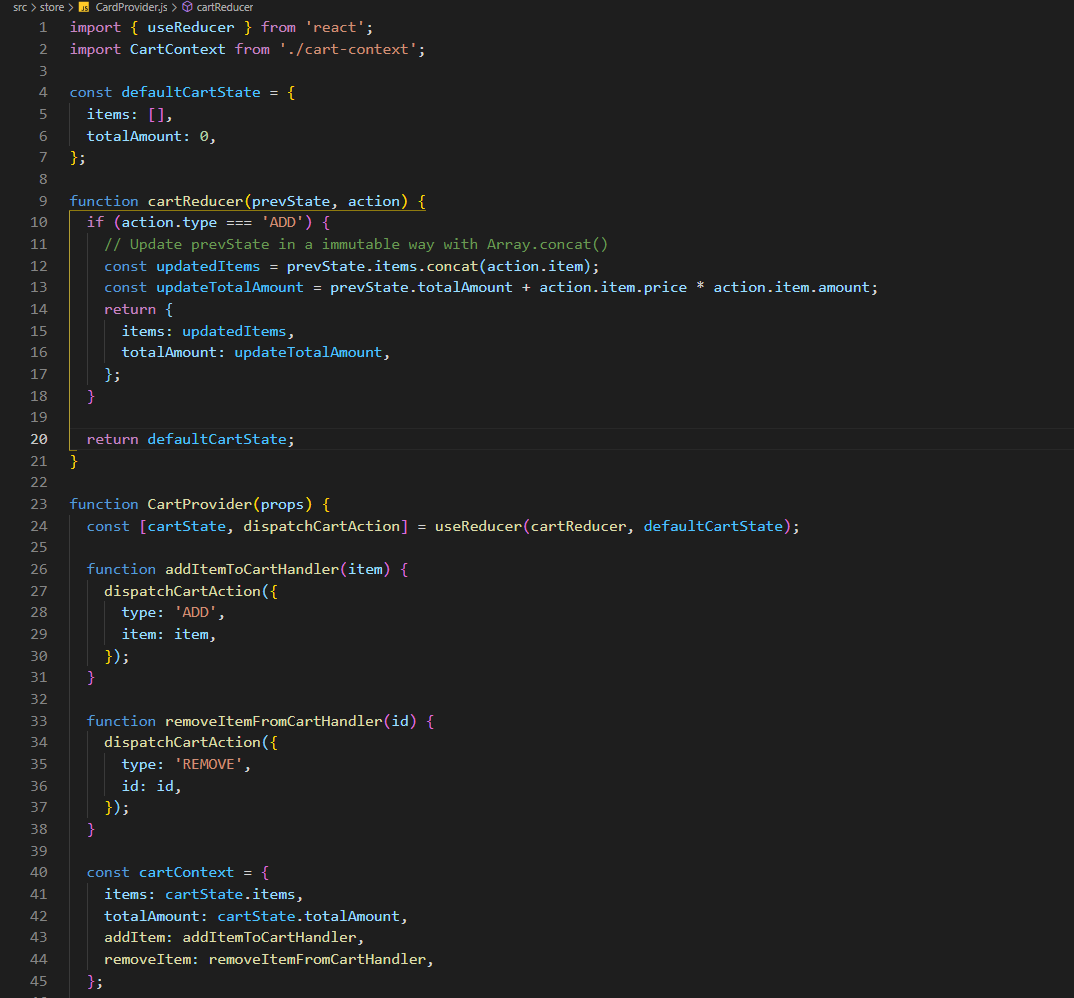 src > store > JS CardProvider.js > cartReducer
1 import { useReducer } from 'react';
2 import CartContext from './cart-context';
3
4 const defaultCartState = {
5   items: [],
6   totalAmount: 0,
7 };
8
9 function cartReducer(prevState, action) {
10   if (action.type === 'ADD') {
11     // Update prevState in a immutable way with Array.concat()
12     const updatedItems = prevState.items.concat(action.item);
13     const updateTotalAmount = prevState.totalAmount + action.item.price * action.item.amount;
14     return {
15       items: updatedItems,
16       totalAmount: updateTotalAmount,
17     };
18   }
19
20   return defaultCartState;
21 }
22
23 function CartProvider(props) {
24   const [cartState, dispatchCartAction] = useReducer(cartReducer, defaultCartState);
25
26   function addItemToCartHandler(item) {
27     dispatchCartAction({
28       type: 'ADD',
29       item: item,
30     });
31   }
32
33   function removeItemFromCartHandler(id) {
34     dispatchCartAction({
35       type: 'REMOVE',
36       id: id,
37     });
38   }
39
40   const cartContext = {
41     items: cartState.items,
42     totalAmount: cartState.totalAmount,
43     addItem: addItemToCartHandler,
44     removeItem: removeItemFromCartHandler,
45   };